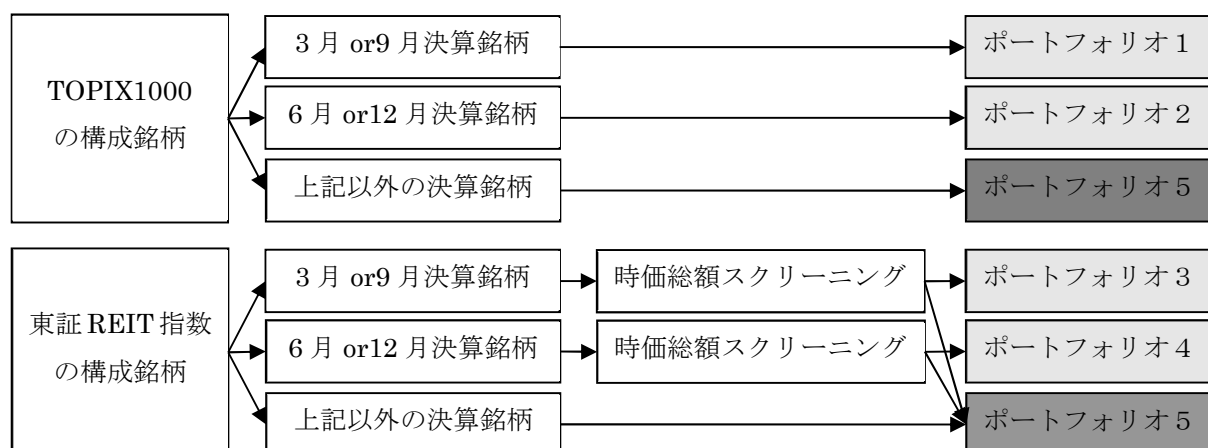 TOPIX1000
の構成銘柄
3月or9月決算銘柄
ポートフォリオ1
6月or12月決算銘柄
ポートフォリオ2
上記以外の決算銘柄
ポートフォリオ5
東証REIT指数
の構成銘柄
3月or9月決算銘柄
時価総額スクリーニング
ポートフォリオ3
6月or12月決算銘柄
時価総額スクリーニング
ポートフォリオ4
上記以外の決算銘柄
ポートフォリオ5